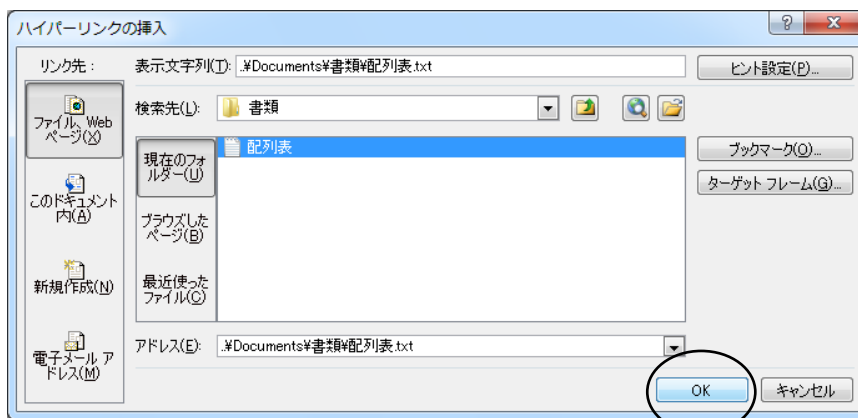 ハイパーリンクの挿入
リンク先：
表示文字列(T): .¥Documents¥書類¥配列表.txt
ヒント設定(P)...
ファイル、Web
ページ(X)
検索先(L): 書類
配列表
現在のフォ
ルダー(U)
ブックマーク(O)...
ターゲット フレーム(G)...
このドキュメント
内(A)
ブラウズした
ページ(B)
新規作成(N)
最近使った
ファイル(C)
電子メール ア
ドレス(M)
アドレス(E): .¥Documents¥書類¥配列表.txt
OK
キャンセル